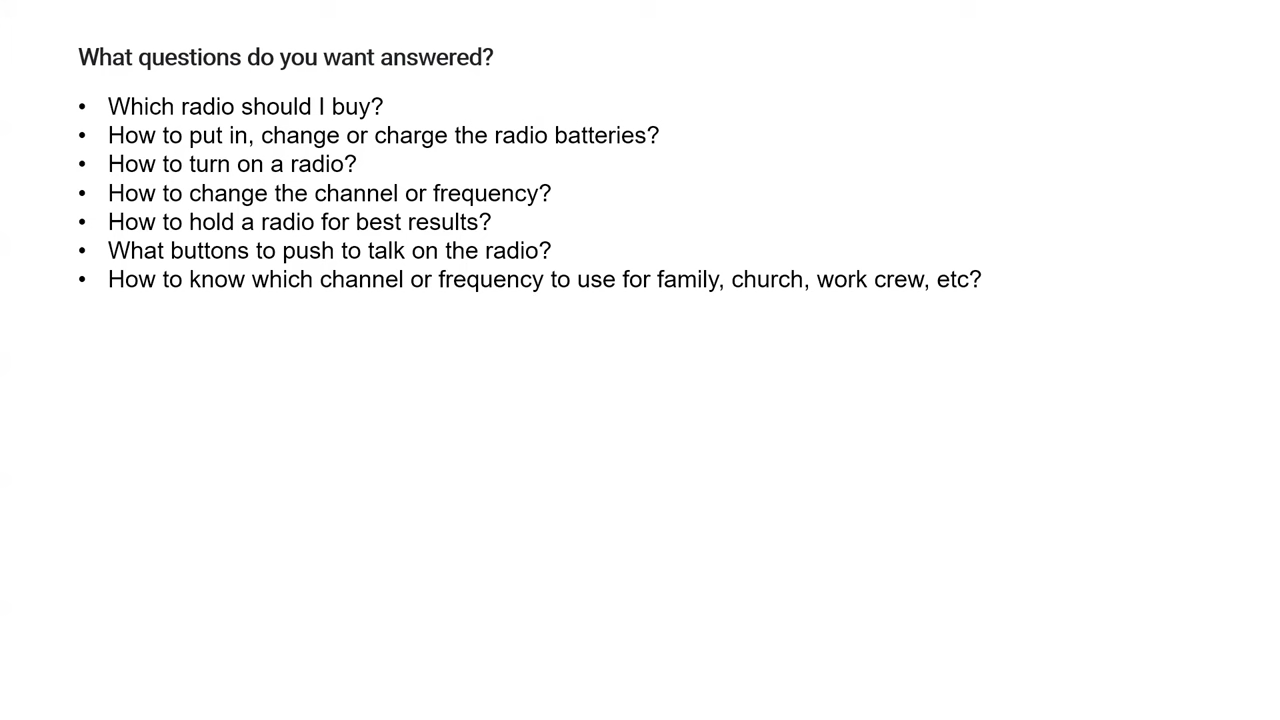 What questions do you want answered?
• Which radio should I buy?
• How to put in, change or charge the radio batteries?
• How to turn on a radio?
• How to change the channel or frequency?
• How to hold a radio for best results?
• What buttons to push to talk on the radio?
• How to know which channel or frequency to use for family, church, work crew, etc?